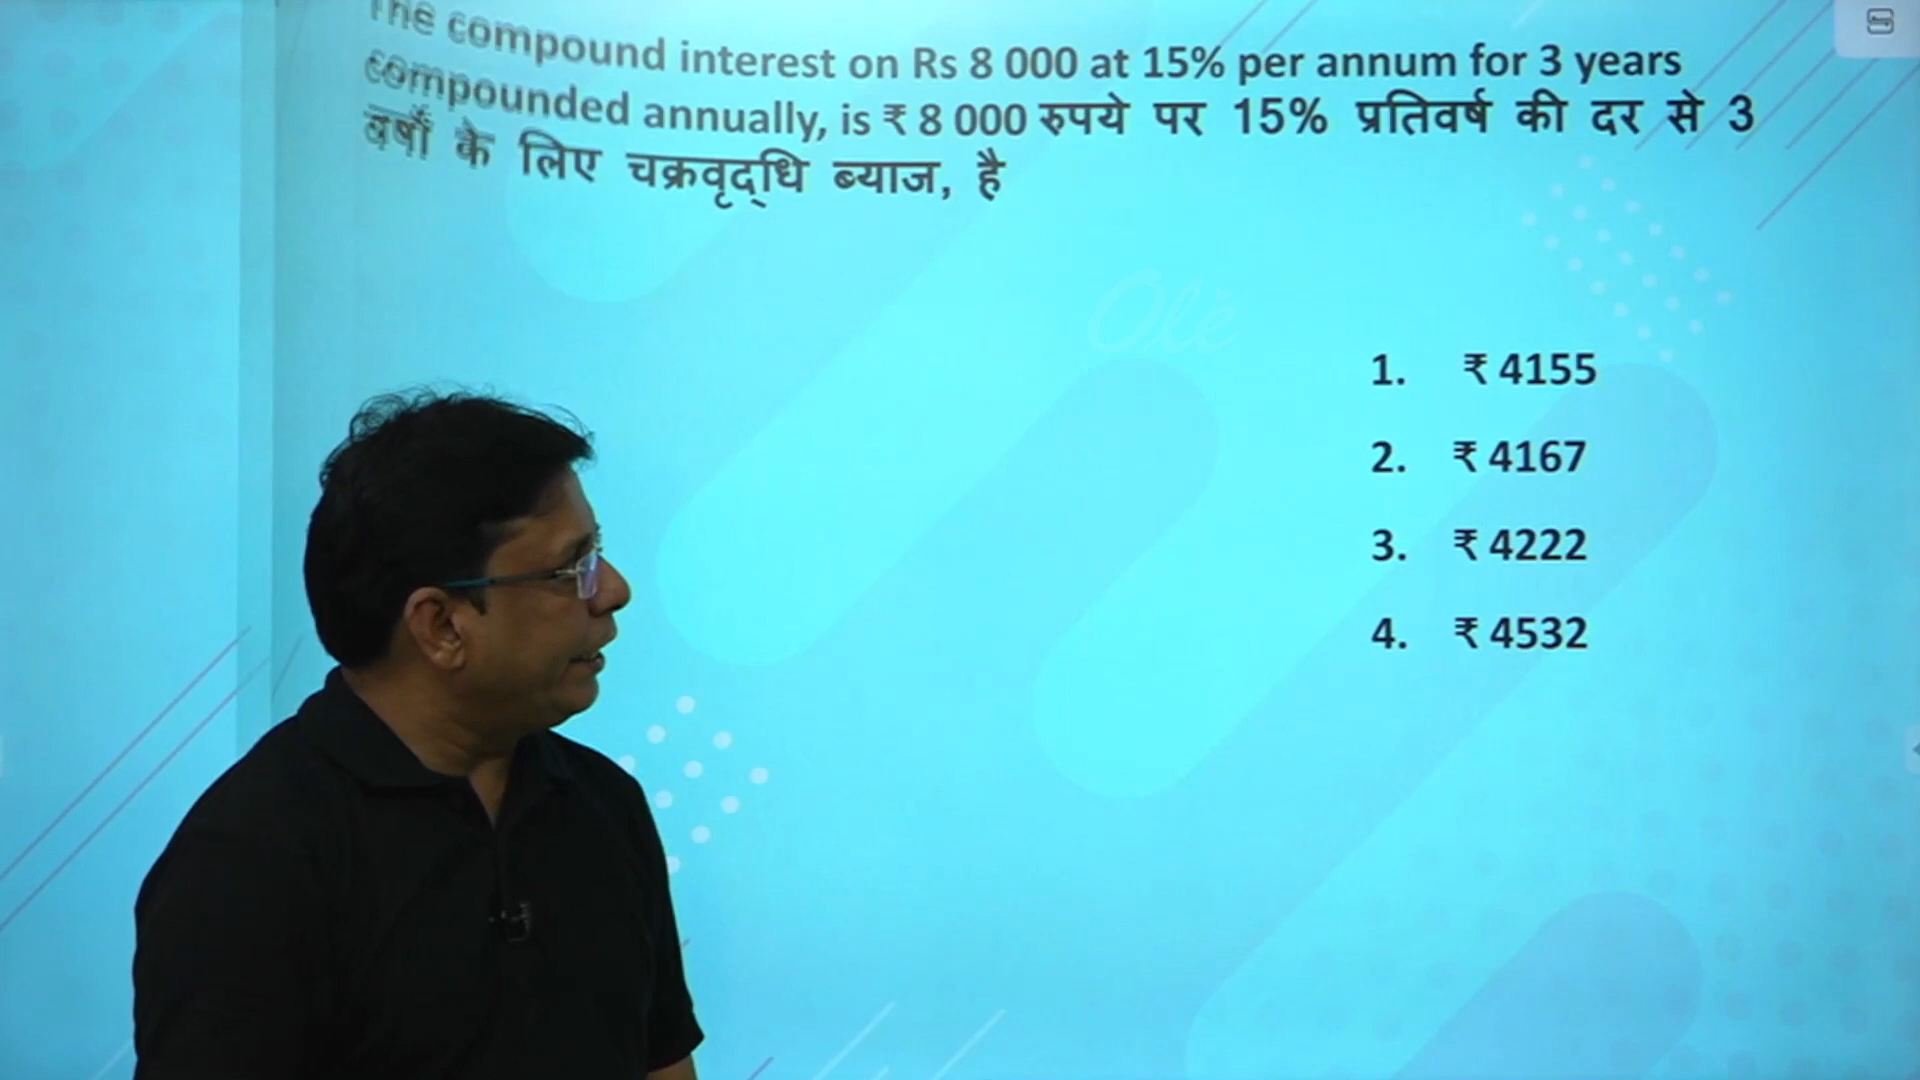 The compound interest on Rs 8 000 at 15% per annum for 3 years
compounded annually, is ₹ 8 000 रुपये पर 15% प्रतिवर्ष की दर से 3
वर्षों के लिए चक्रवृद्धि ब्याज, है
Olè
1. ₹ 4155
2. ₹ 4167
3. ₹ 4222
4. ₹ 4532